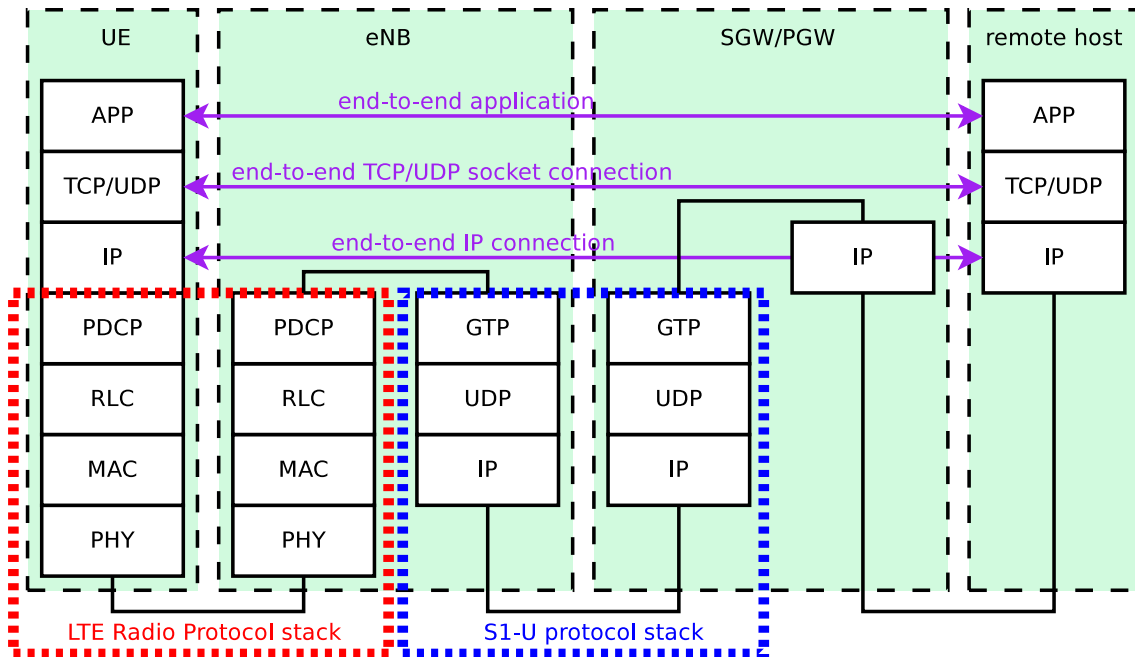 UE
eNB
SGW/PGW
remote host
APP
end-to-end application
APP
TCP/UDP
end-to-end TCP/UDP socket connection
TCP/UDP
IP
end-to-end IP connection
IP
IP
PDCP
PDCP
GTP
GTP
RLC
RLC
UDP
UDP
MAC
MAC
IP
IP
PHY
PHY
LTE Radio Protocol stack
S1-U protocol stack